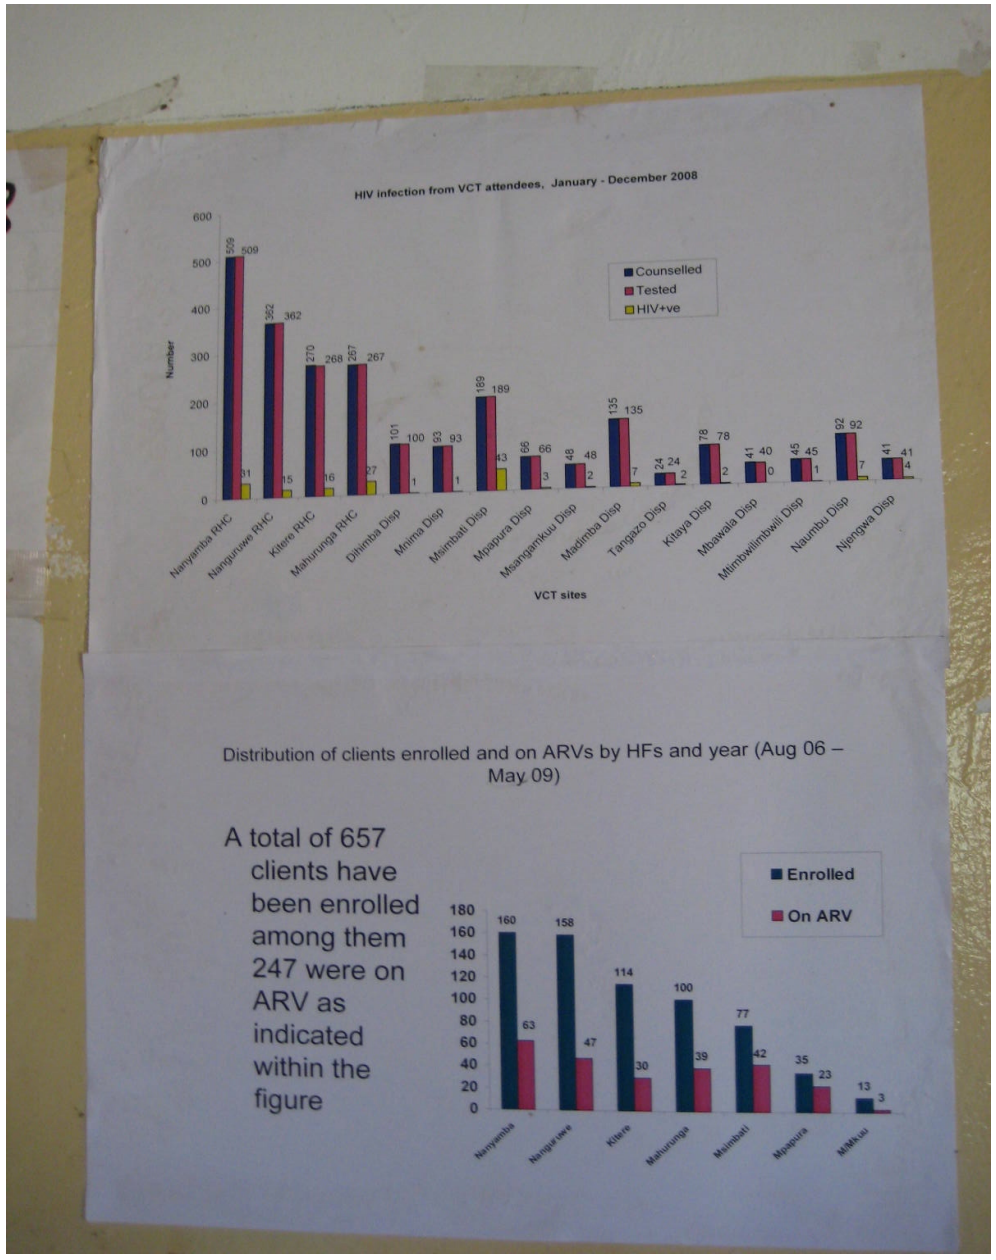 HIV infection from VCT attendees, January - December 2008
600
500
400
300
200
100
0
Number
Counselled
Tested
HIV+ve
509 509 31
362 362 15
270 268 16
267 267 27
101 100 1
93 93 1
189 189 43
66 66 3
48 48 2
135 135 7
24 24 2
78 78 2
41 40 0
45 45 1
92 92 7
41 41 4
Nanyamba RHC
Nanguruwe RHC
Kitere RHC
Mahurunga RHC
Dihimba Disp
Mnima Disp
Msimbati Disp
Mpapura Disp
Msangamkuu Disp
Madimba Disp
Tangazo Disp
Kitaya Disp
Mbawala Disp
Mtimbwilimbwili Disp
Naumbu Disp
Njengwa Disp
VCT sites
Distribution of clients enrolled and on ARVs by HFs and year (Aug 06 –
May 09)
A total of 657
clients have
been enrolled
among them
247 were on
ARV as
indicated
within the
figure
Enrolled
On ARV
180
160
140
120
100
80
60
40
20
0
160 63
158 47
114 30
100 39
77 42
35 23
13 3
Nanyamba
Nanguruwe
Kitere
Mahurunga
Msimbati
Mpapura
M/Mkuu